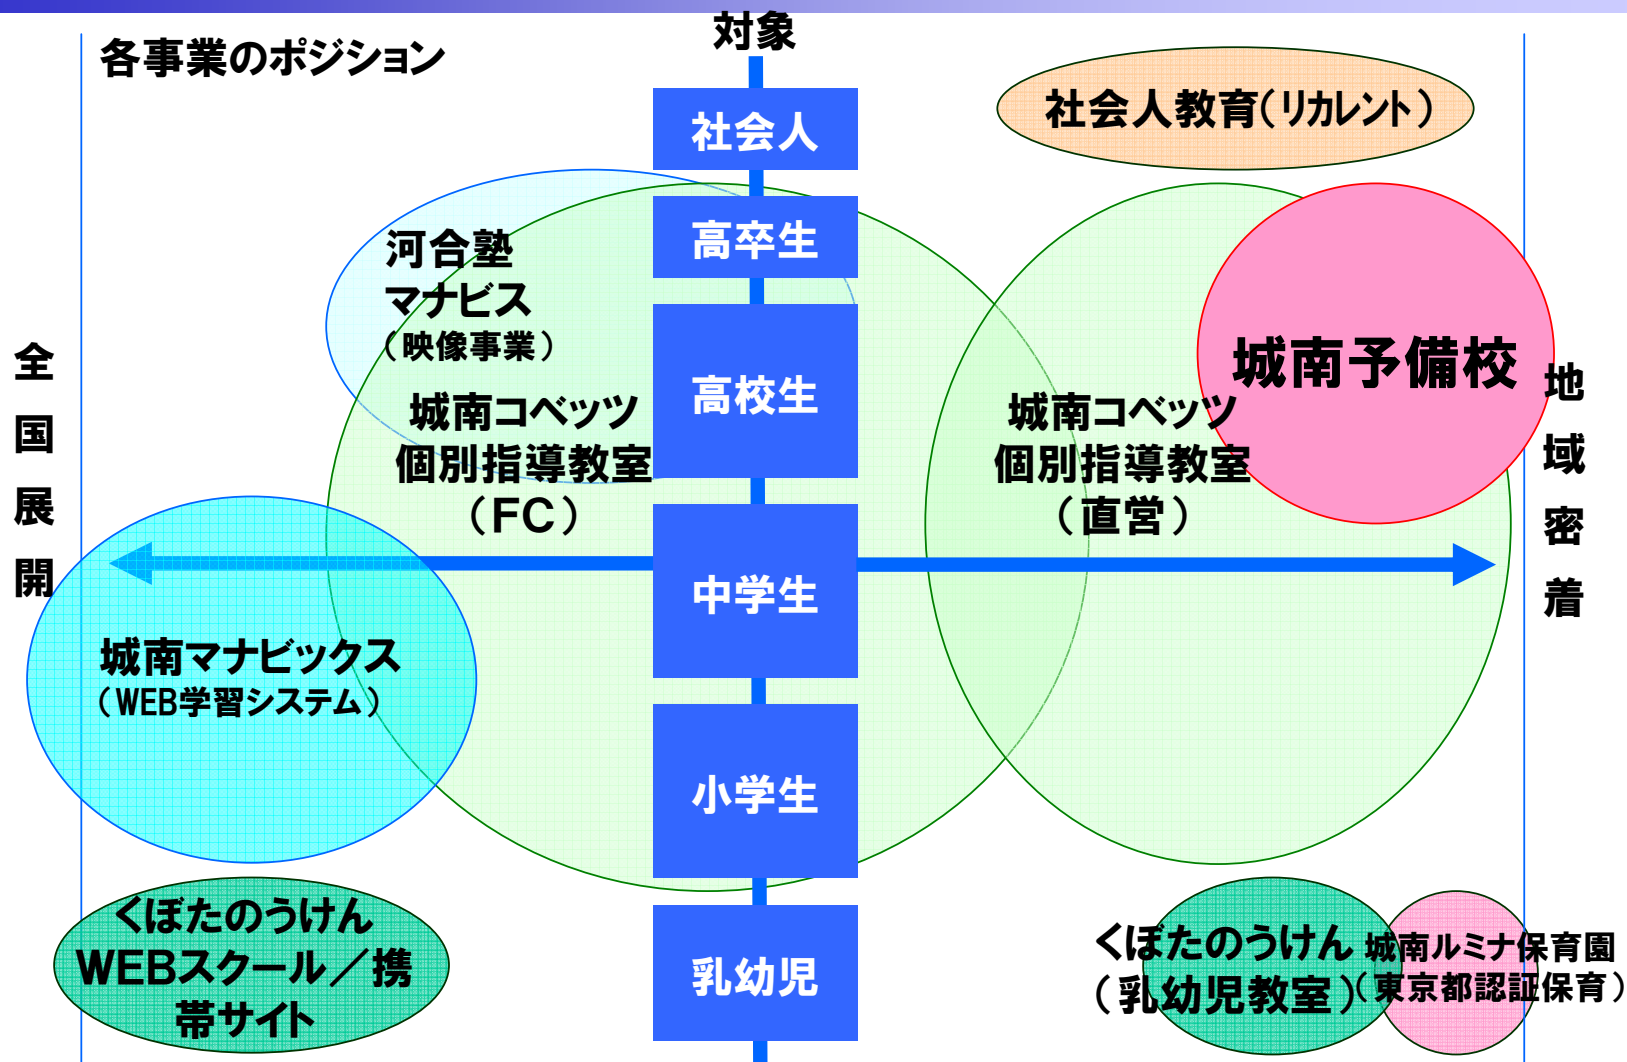 対象
各事業のポジション
社会人
社会人教育(リカレント)
高卒生
河合塾
マナビス
(映像事業)
高校生
城南予備校
全国展開
地域密着
城南コベッツ
個別指導教室
(FC)
城南コベッツ
個別指導教室
(直営)
中学生
城南マナビックス
(WEB学習システム)
小学生
くぼたのうけん
WEBスクール/携
帯サイト
乳幼児
くぼたのうけん
(乳幼児教室)
城南ルミナ保育園
(東京都認証保育)